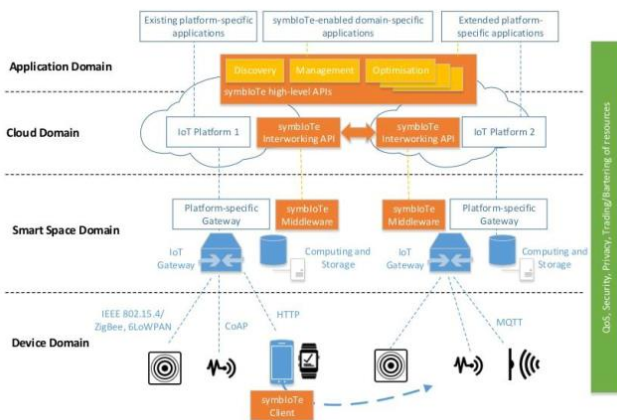 Existing platform-specific
applications
symbIoTe-enabled domain-specific
applications
Extended platform-
specific applications
Application Domain
Discovery
Management
Optimisation
symbIoTe high-level APIs
Cloud Domain
IoT Platform 1
symbIoTe
Interworking API
symbIoTe
Interworking API
IoT Platform 2
Smart Space Domain
Platform-specific
Gateway
symbIoTe
Middleware
symbIoTe
Middleware
Platform-specific
Gateway
IoT
Gateway
Computing and
Storage
IoT
Gateway
Computing and
Storage
Device Domain
IEEE 802.15.4/
ZigBee, 6LoWPAN
CoAP
HTTP
MQTT
symbIoTe
Client
QoS, Security, Privacy, Trading/Bartering of resources